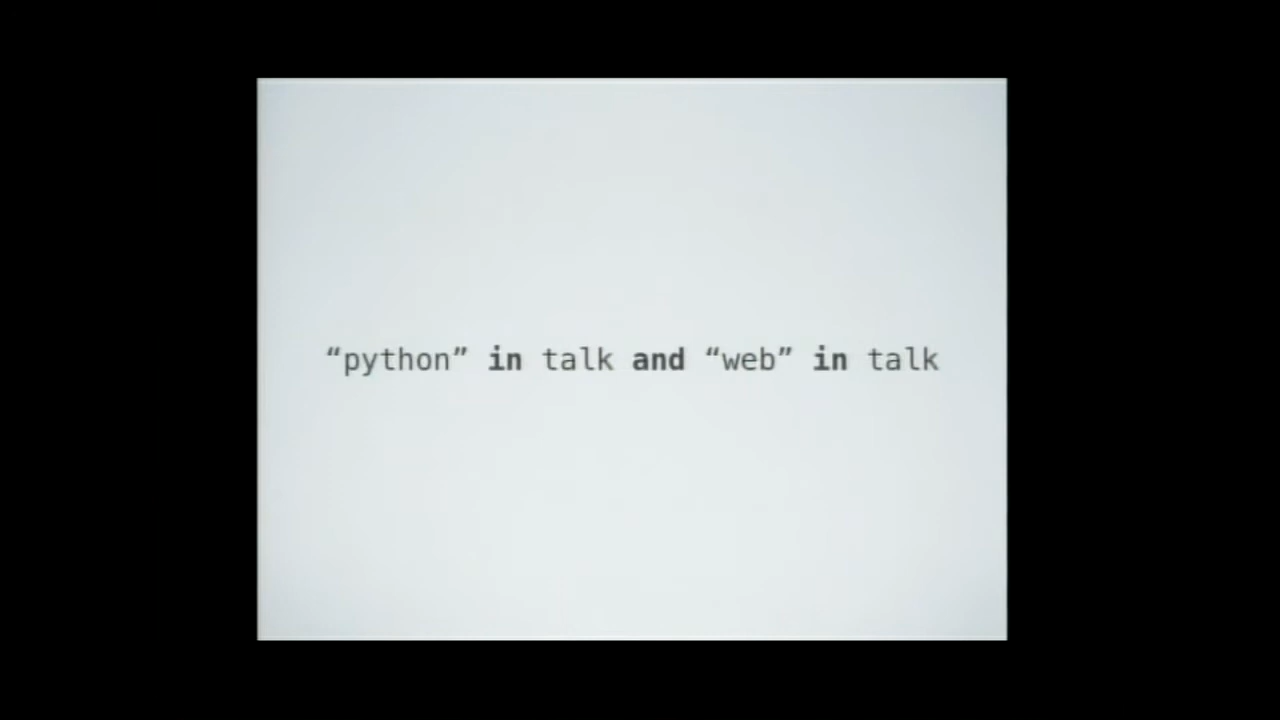 “python” in talk and “web” in talk